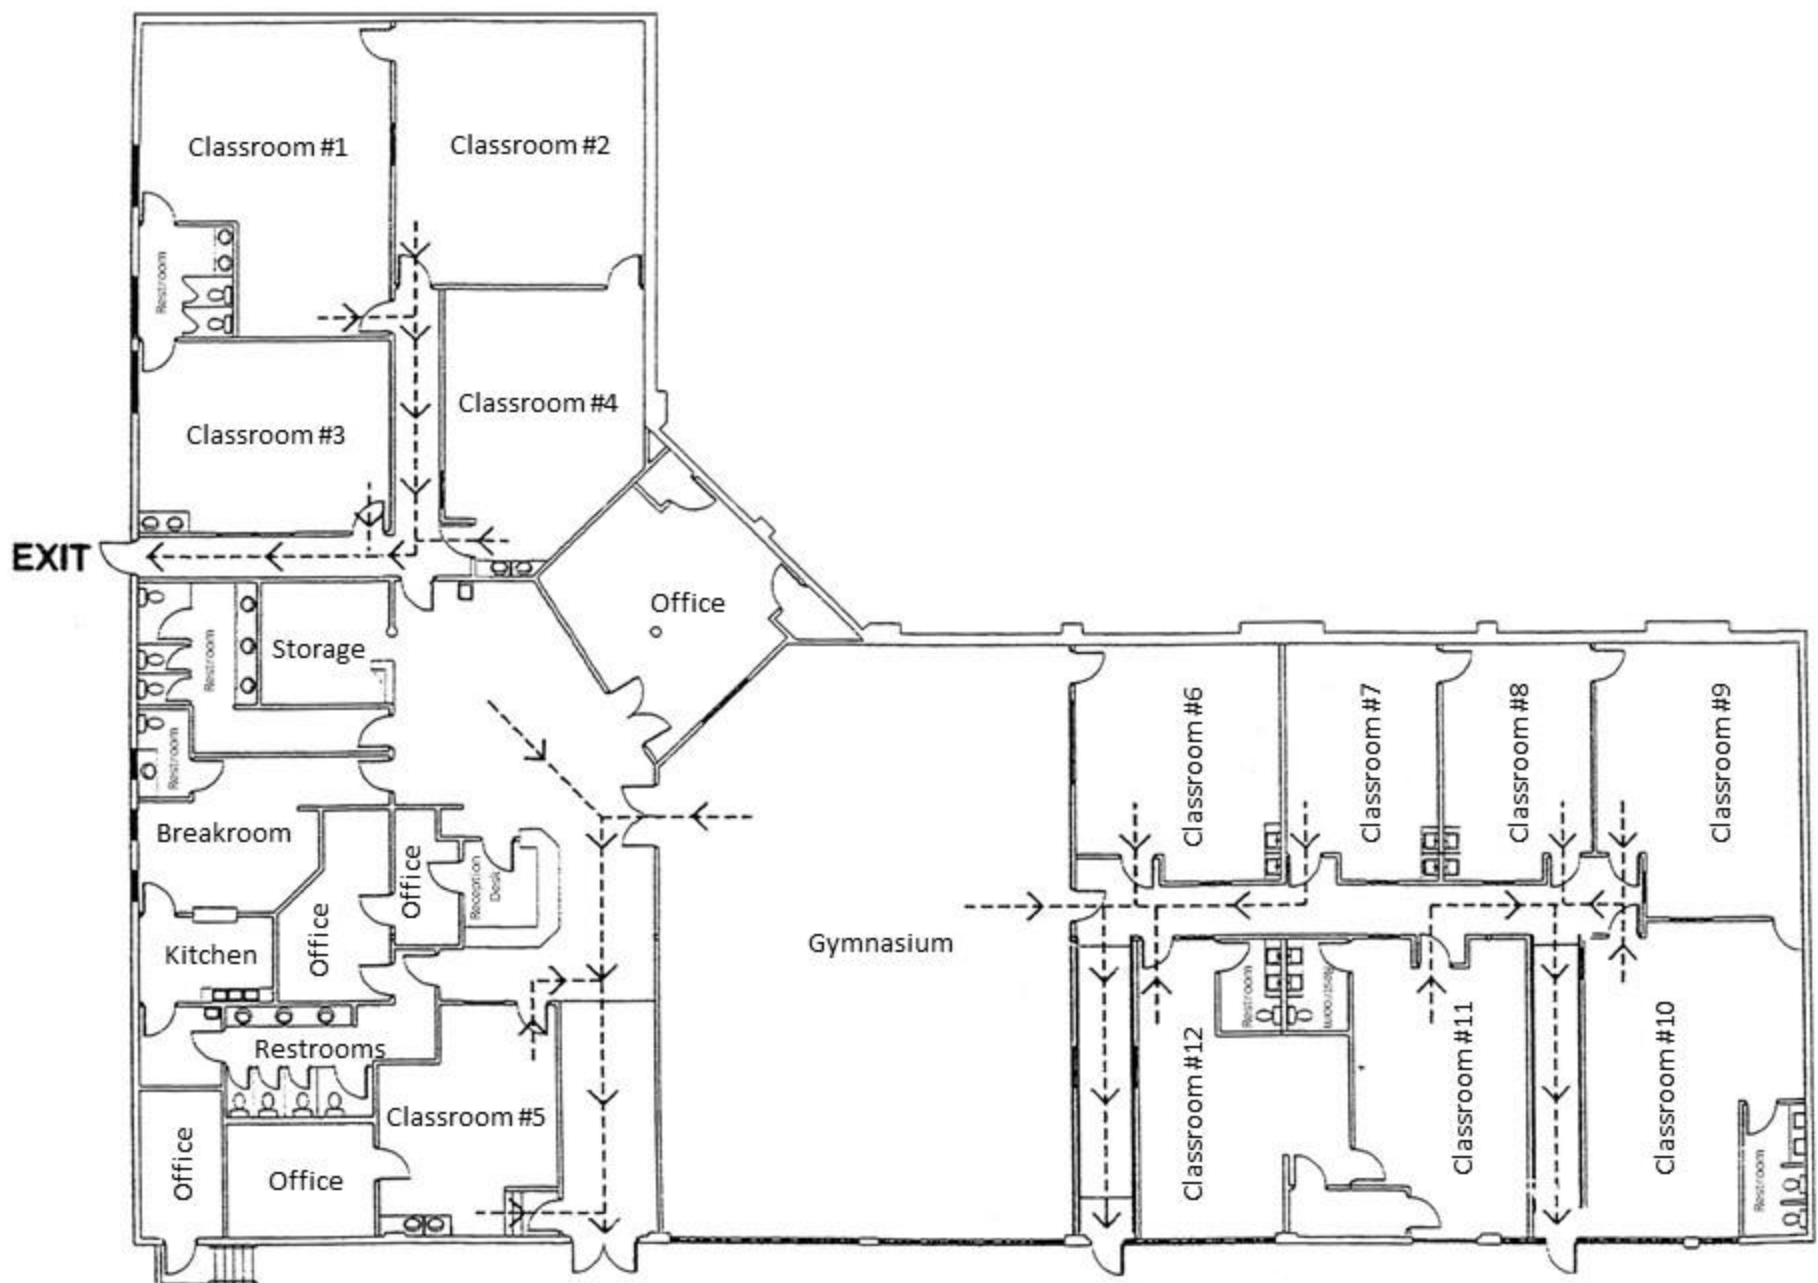 Classroom #1
Classroom #2
Restroom
Classroom #4
Classroom #3
EXIT
Office
Storage
Restroom
Restroom
Classroom #6
Classroom #7
Classroom #8
Classroom #9
Breakroom
Office
Reception
Desk
Office
Kitchen
Gymnasium
Restroom
Restroom
Restrooms
Classroom #5
Classroom #12
Classroom #11
Classroom #10
Office
Office
Restroom